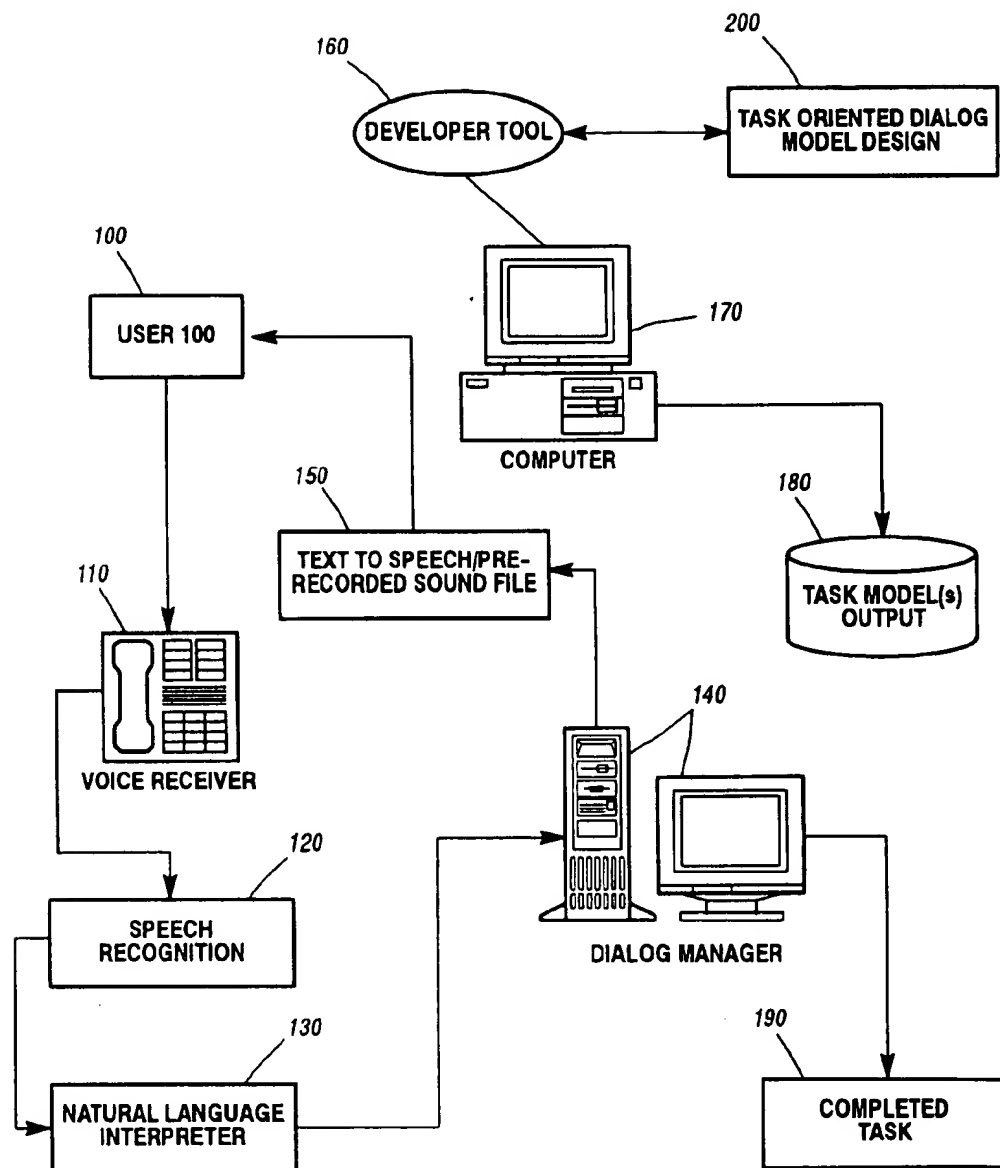 200
160
TASK ORIENTED DIALOG
MODEL DESIGN
DEVELOPER TOOL
100
USER 100
170
COMPUTER
150
180
TEXT TO SPEECH/PRE-
RECORDED SOUND FILE
TASK MODEL(s)
OUTPUT
110
140
VOICE RECEIVER
120
SPEECH
RECOGNITION
DIALOG MANAGER
130
190
NATURAL LANGUAGE
INTERPRETER
COMPLETED
TASK